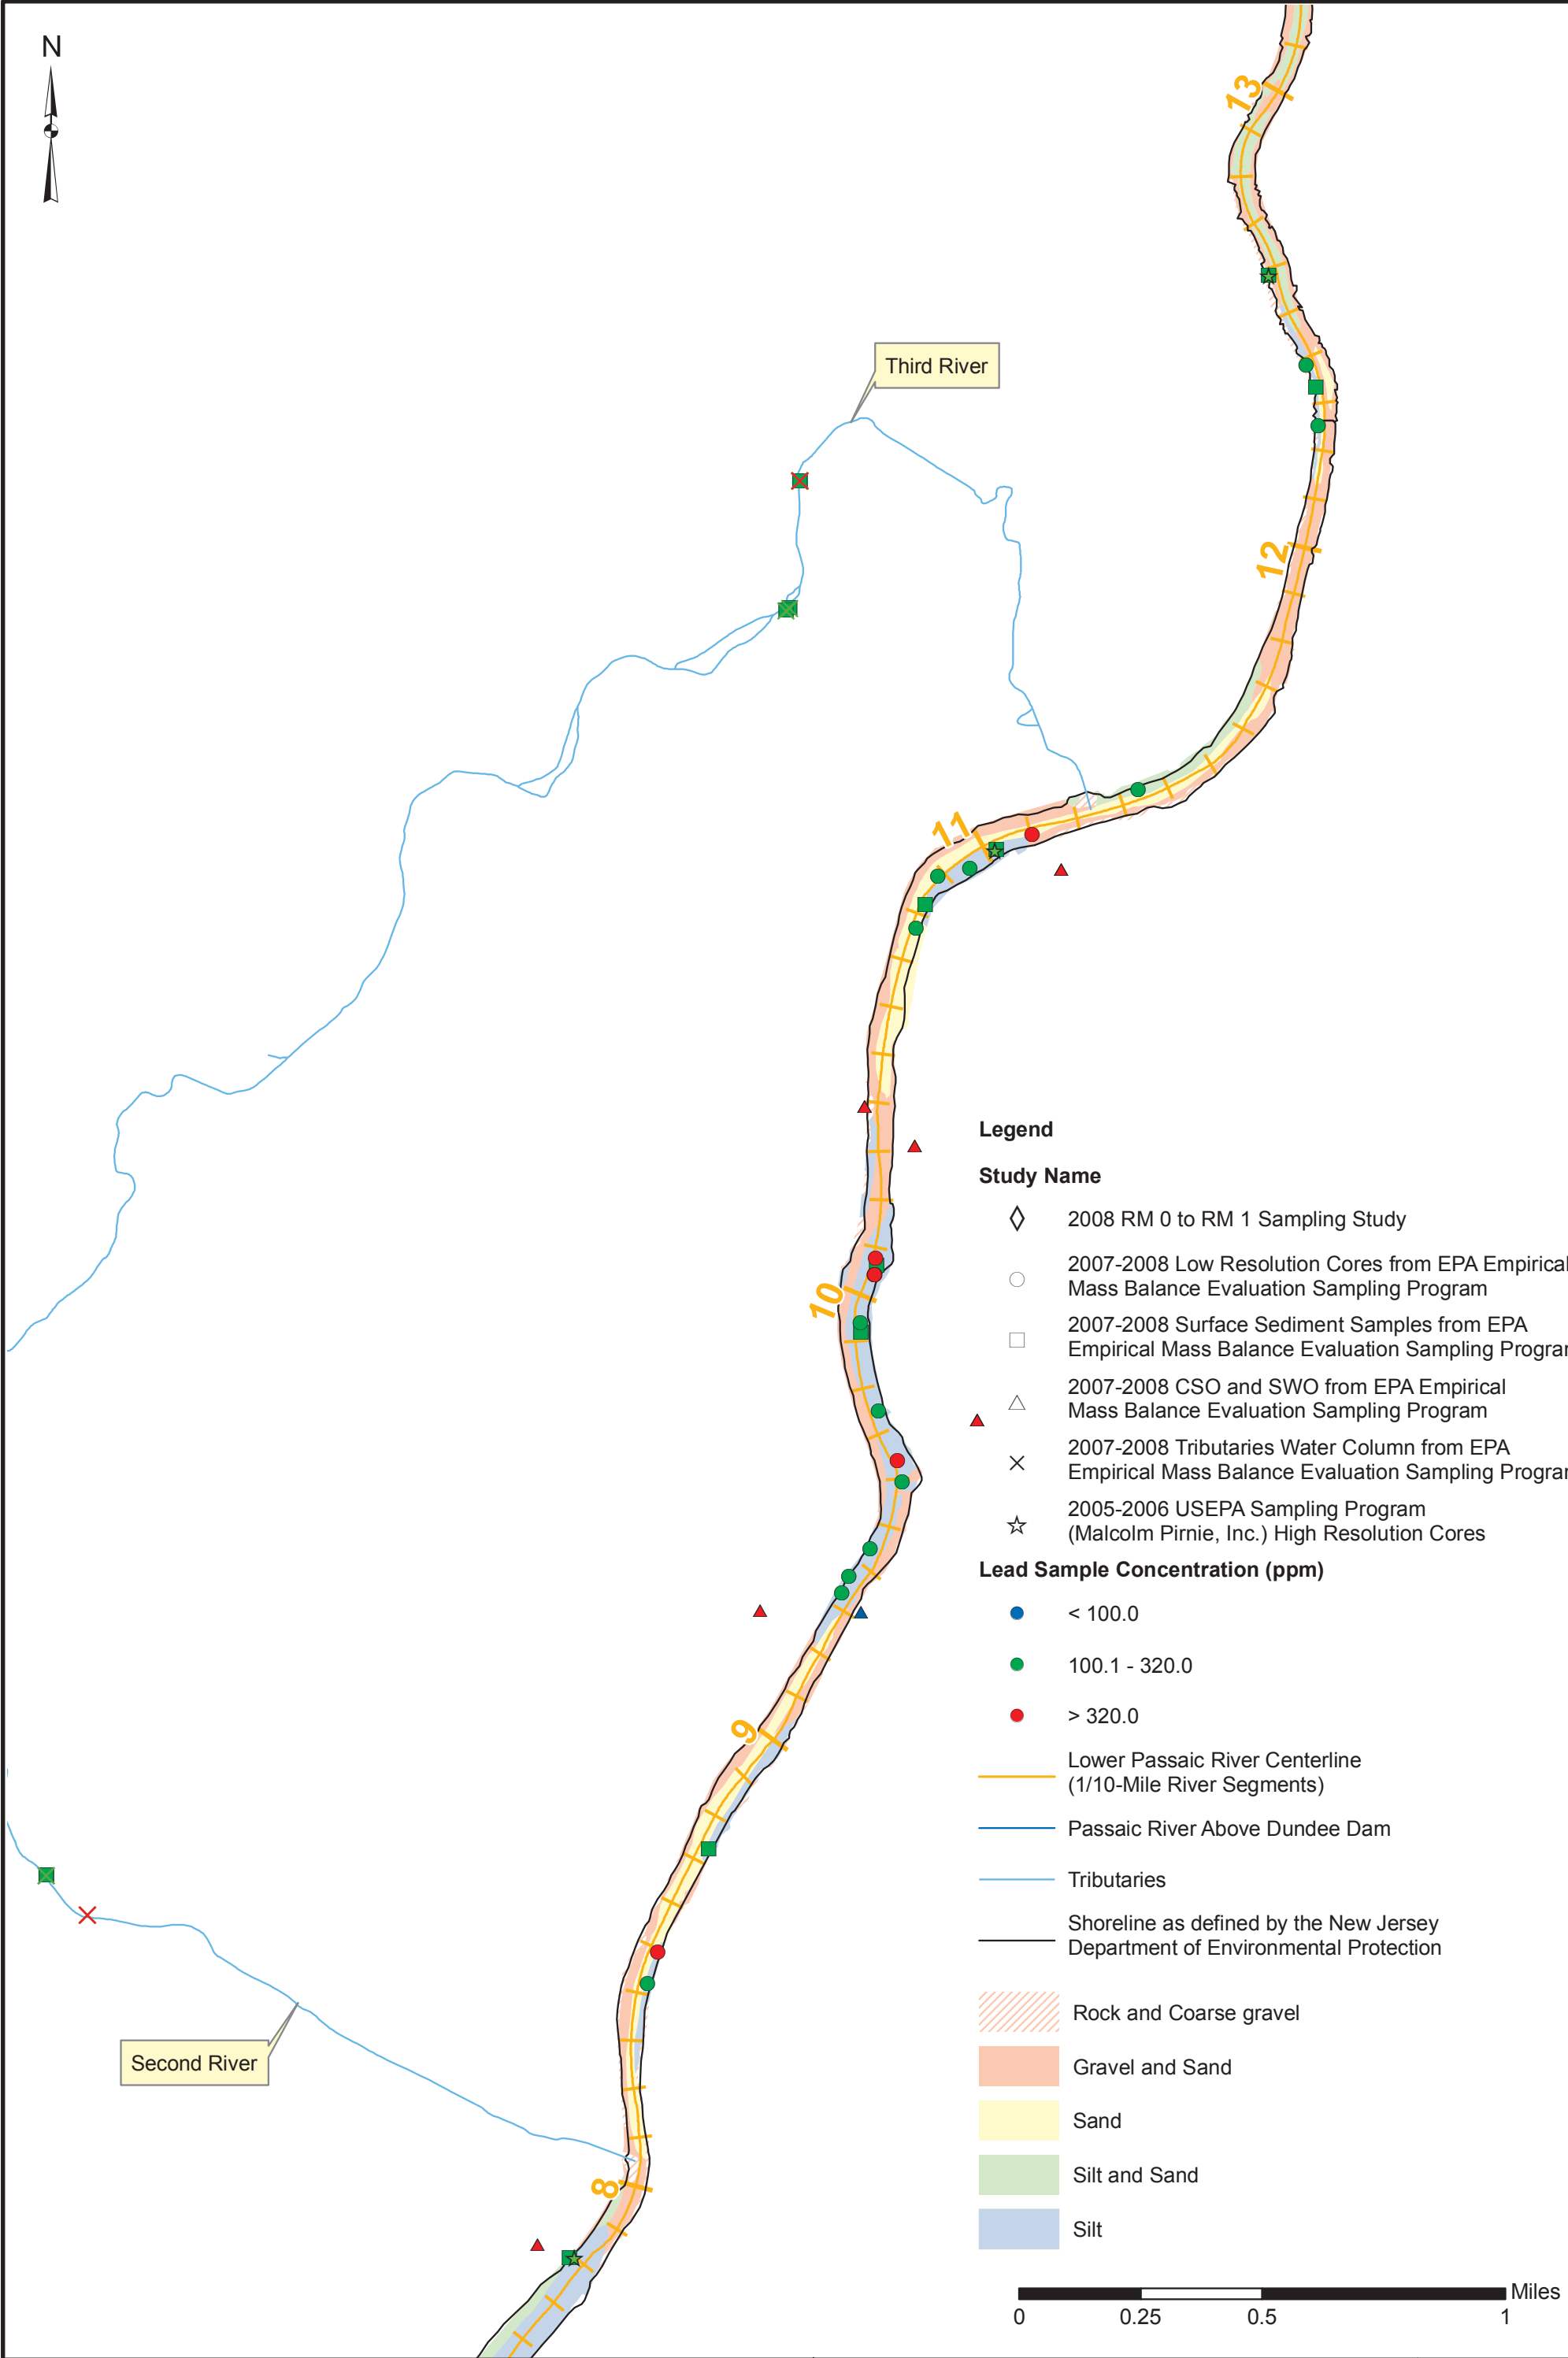 N
13
Third River
12
11
Legend
Study Name
2008 RM 0 to RM 1 Sampling Study
2007-2008 Low Resolution Cores from EPA Empirical
Mass Balance Evaluation Sampling Program
10
2007-2008 Surface Sediment Samples from EPA
Empirical Mass Balance Evaluation Sampling Progra
2007-2008 CSO and SWO from EPA Empirical
Mass Balance Evaluation Sampling Program
2007-2008 Tributaries Water Column from EPA
Empirical Mass Balance Evaluation Sampling Progra
2005-2006 USEPA Sampling Program
(Malcolm Pirnie, Inc.) High Resolution Cores
Lead Sample Concentration (ppm)
< 100.0
100.1 - 320.0
> 320.0
9
Lower Passaic River Centerline
(1/10-Mile River Segments)
Passaic River Above Dundee Dam
Tributaries
Shoreline as defined by the New Jersey
Department of Environmental Protection
Rock and Coarse gravel
Second River
Gravel and Sand
Sand
Silt and Sand
8
Silt
Miles
0 0.25 0.5 1